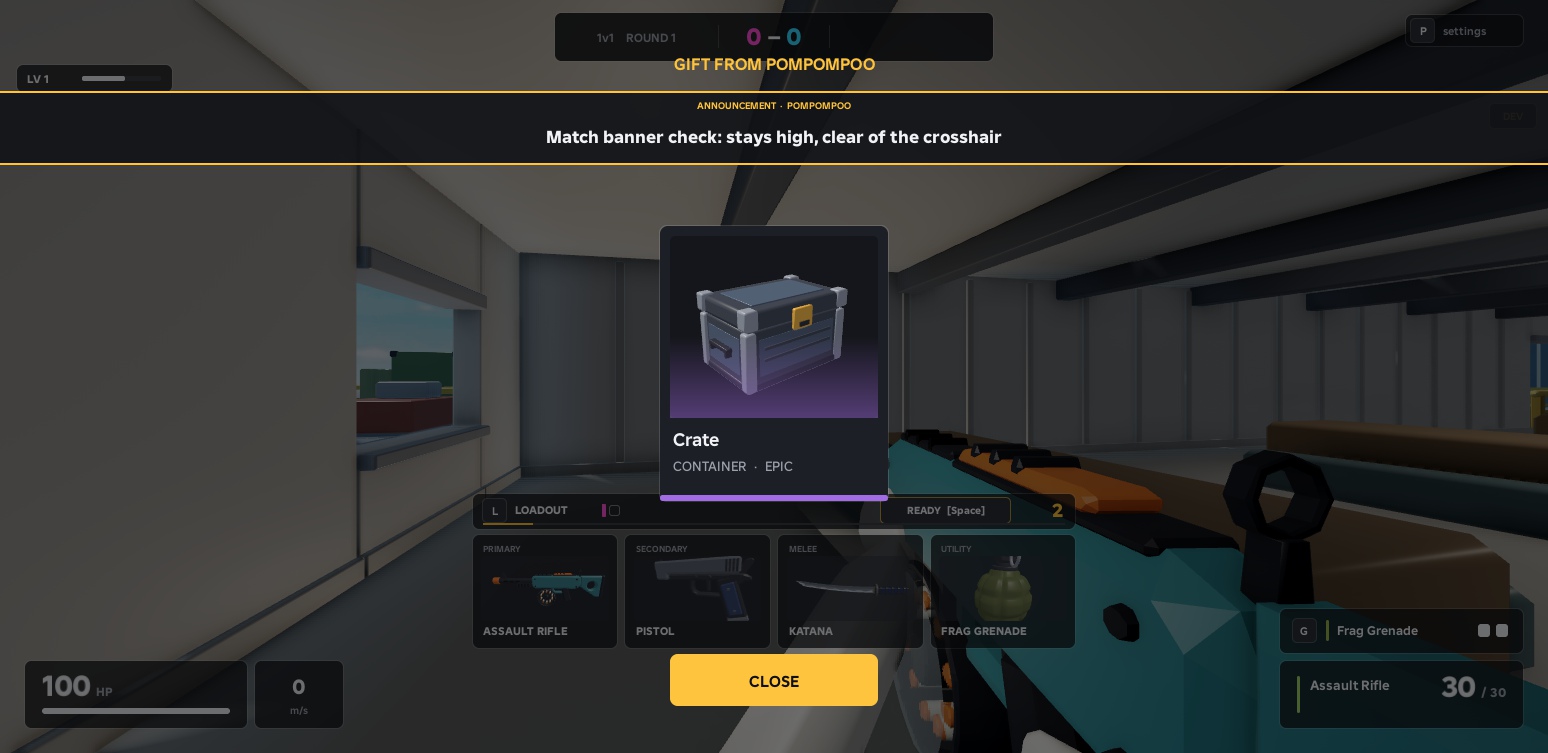 1v1 ROUND 1 0 – 0
P settings
GIFT FROM POMPOMPOO
LV 1
ANNOUNCEMENT · POMPOMPOO
DEV
Match banner check: stays high, clear of the crosshair
Crate
CONTAINER · EPIC
L LOADOUT READY [Space] 2
PRIMARY SECONDARY MELEE UTILITY
ASSAULT RIFLE PISTOL KATANA FRAG GRENADE
G Frag Grenade
CLOSE
100 HP 0 m/s
Assault Rifle 30 / 30